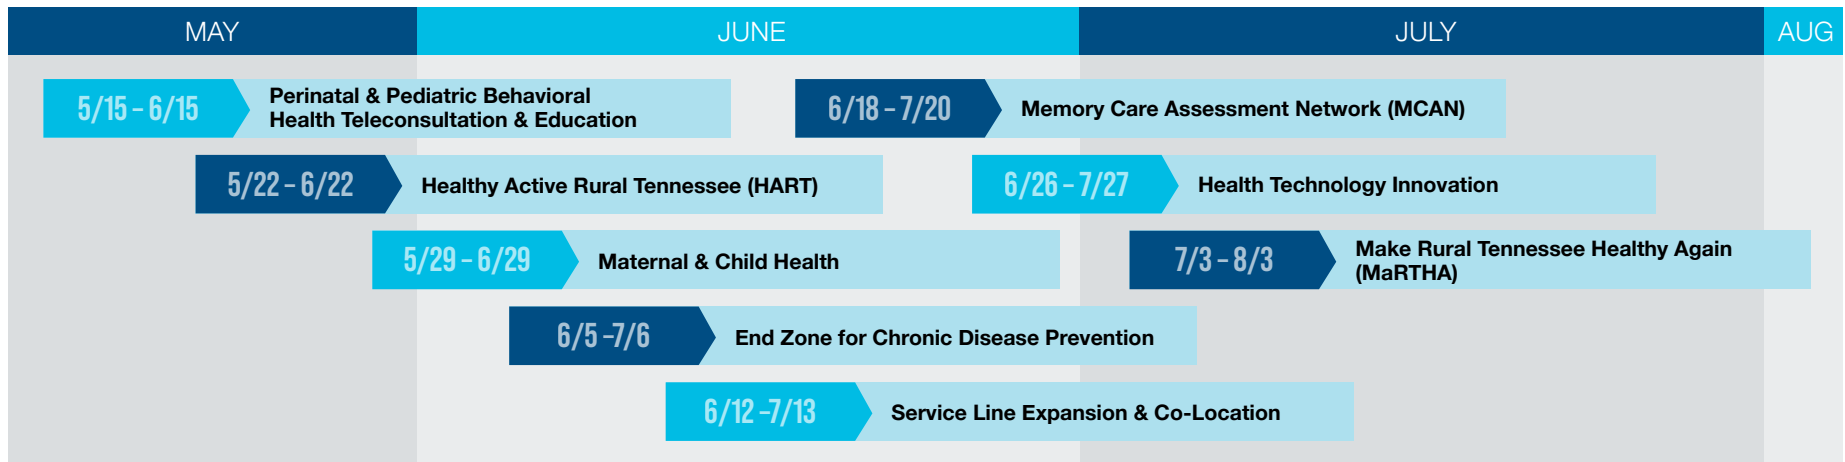 MAY
JUNE
JULY
AUG
5/15 – 6/15
Perinatal & Pediatric Behavioral
Health Teleconsultation & Education
6/18 – 7/20
Memory Care Assessment Network (MCAN)
5/22 – 6/22
Healthy Active Rural Tennessee (HART)
6/26 – 7/27
Health Technology Innovation
5/29 – 6/29
Maternal & Child Health
7/3 – 8/3
Make Rural Tennessee Healthy Again
(MaRTHA)
6/5 –7/6
End Zone for Chronic Disease Prevention
6/12 –7/13
Service Line Expansion & Co-Location